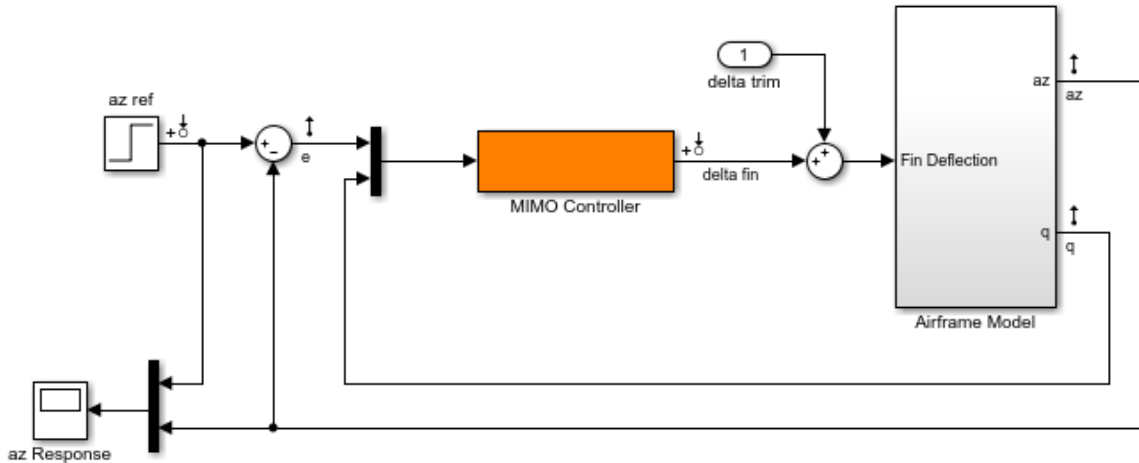 1
delta trim
az ref
az
az
+
+
-
e
+
delta fin
+
+
Fin Deflection
MIMO Controller
q
q
Airframe Model
az Response